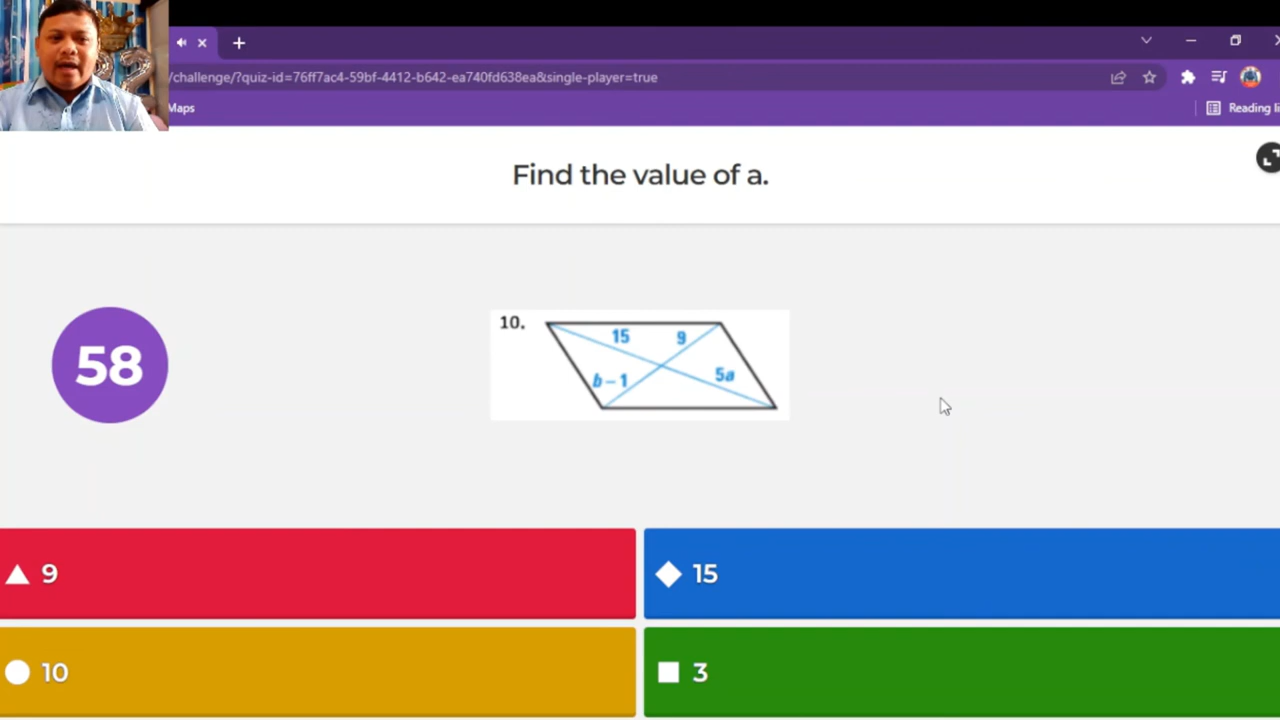 /challenge/?quiz-id=76ff7ac4-59bf-4412-b642-ea740fd638ea&single-player=true
Maps
Reading li
Find the value of a.
58
10.
15
9
b-1
5a
9
15
10
3